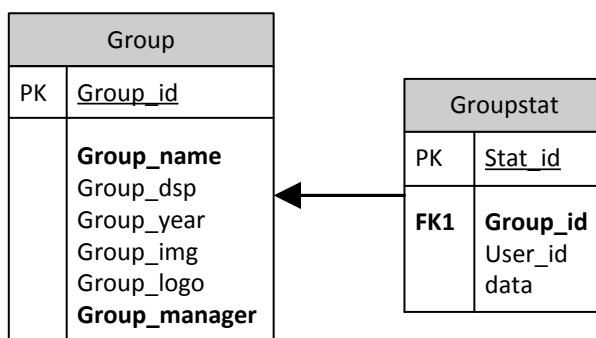 Group
PK Group_id
Group_name
Group_dsp
Group_year
Group_img
Group_logo
Group_manager
Groupstat
PK Stat_id
FK1 Group_id
User_id
data